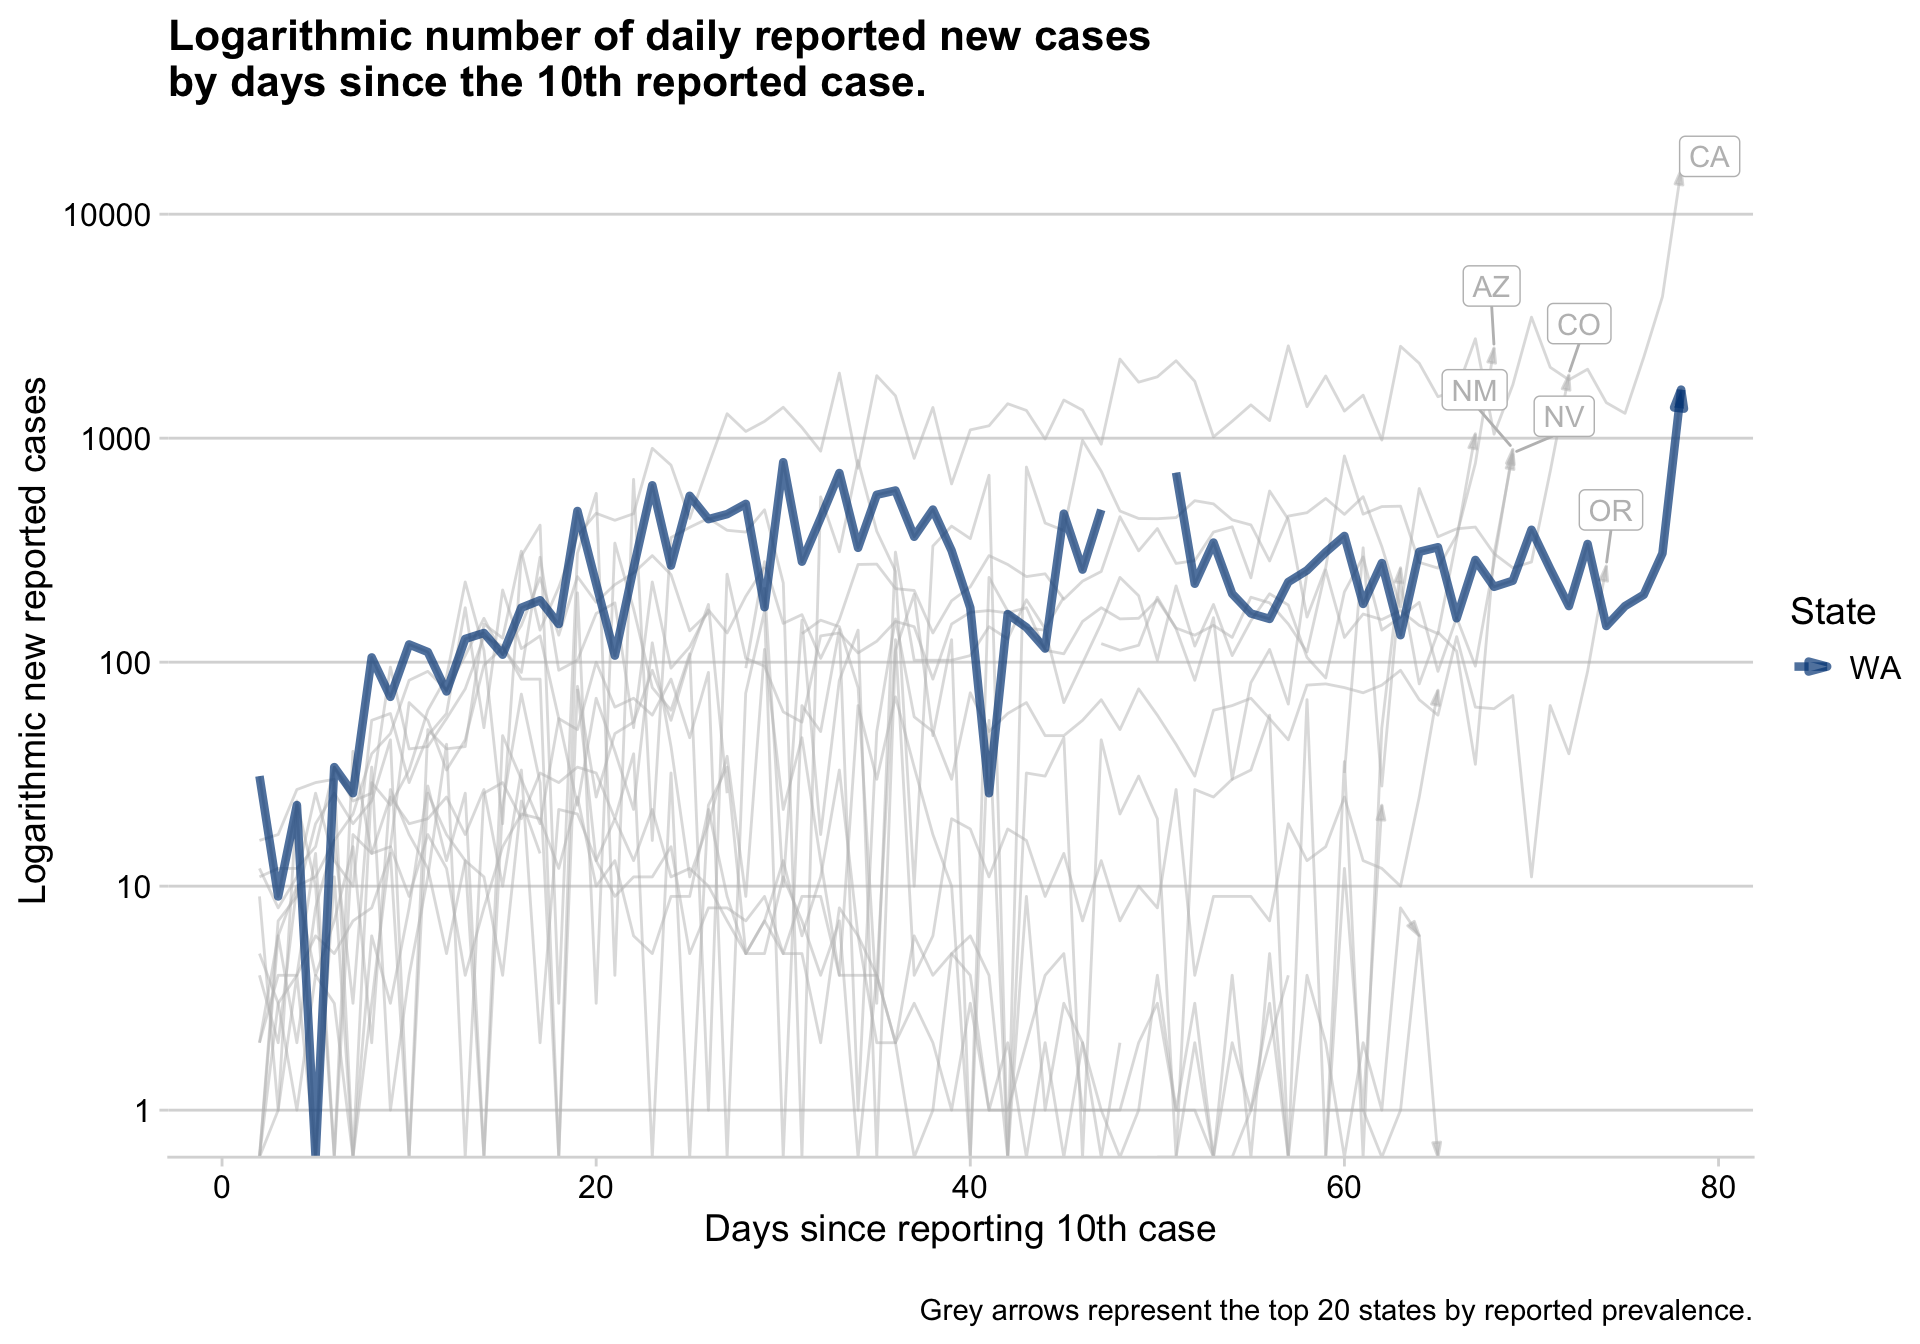 Logarithmic number of daily reported new cases
by days since the 10th reported case.
CA
10000
AZ
CO
NM
NV
1000
OR
Logarithmic new reported cases
State
100
WA
10
1
0 20 40 60 80
Days since reporting 10th case
Grey arrows represent the top 20 states by reported prevalence.